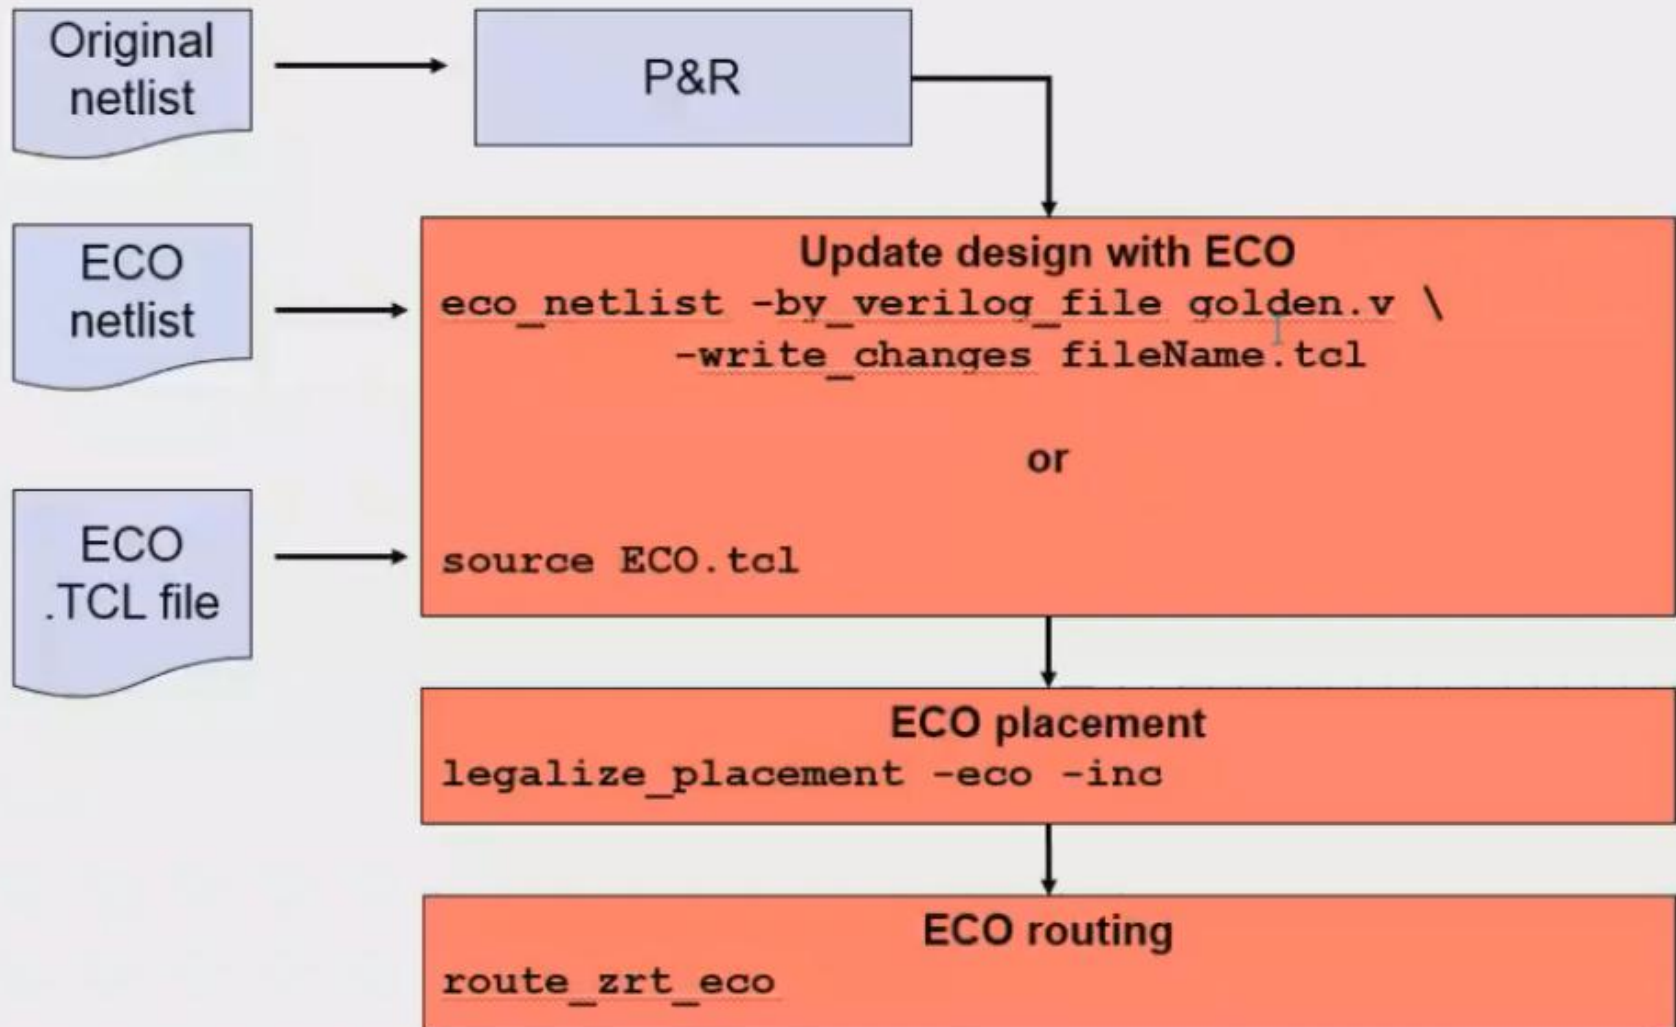 Original
netlist
P&R
ECO
netlist
Update design with ECO
eco_netlist -by_verilog_file golden.v \
-write_changes fileName.tcl
or
ECO
.TCL file
source ECO.tcl
ECO placement
legalize_placement -eco -inc
ECO routing
route_zrt_eco